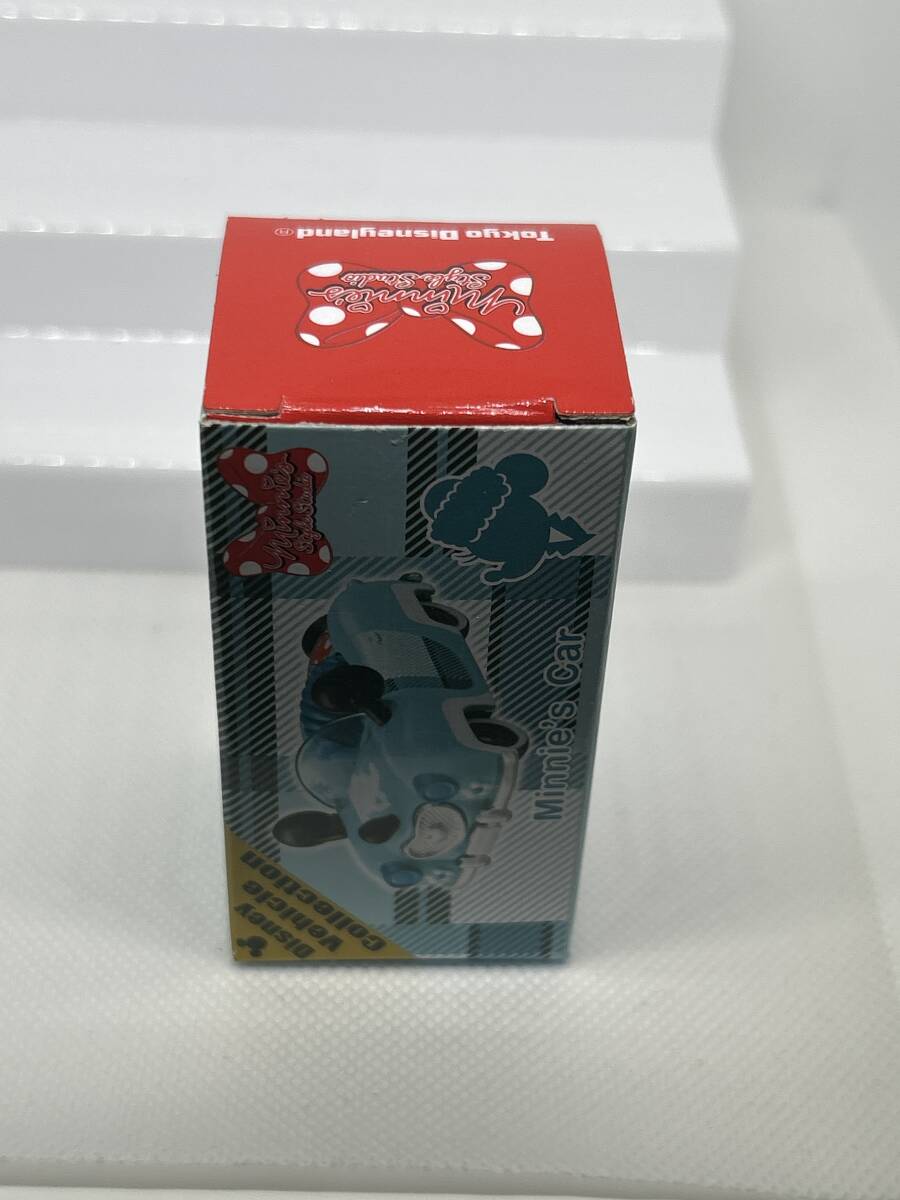 Tokyo Disneyland®
Minnie's
Style Studio
Minnie's
Style Studio
Minnie's Car
Disney
Vehicle
Collection